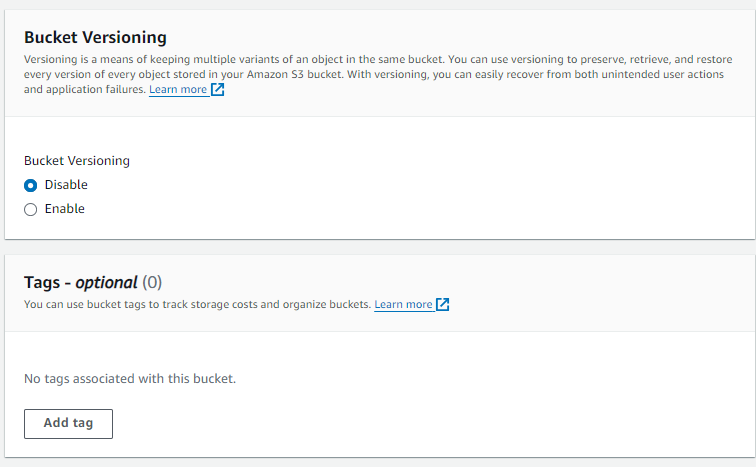 Bucket Versioning
Versioning is a means of keeping multiple variants of an object in the same bucket. You can use versioning to preserve, retrieve, and restore
every version of every object stored in your Amazon S3 bucket. With versioning, you can easily recover from both unintended user actions
and application failures. Learn more
Bucket Versioning
Disable
Enable
Tags - optional (0)
You can use bucket tags to track storage costs and organize buckets. Learn more
No tags associated with this bucket.
Add tag